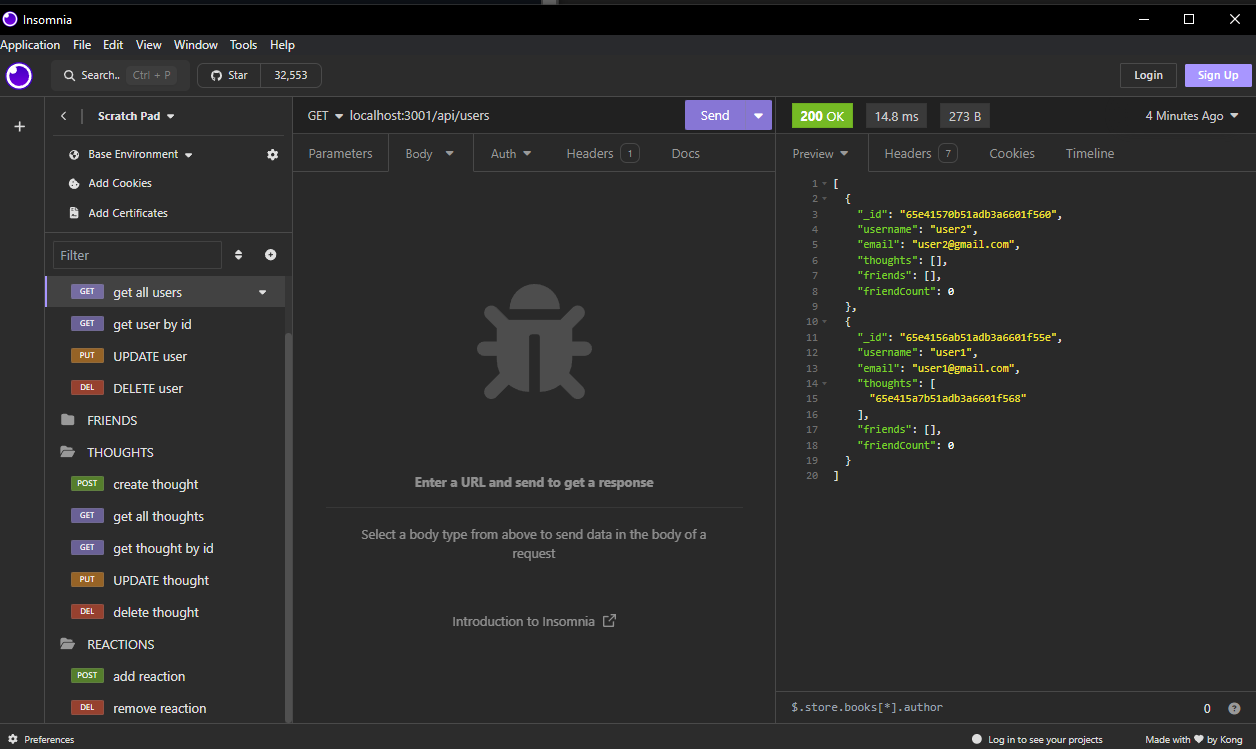 Insomnia
Application File Edit View Window Tools Help
Search.. Ctrl + P Star 32,553 Login Sign Up
Scratch Pad
Base Environment
Add Cookies
Add Certificates
Filter
GET get all users
GET get user by id
PUT UPDATE user
DEL DELETE user
FRIENDS
THOUGHTS
POST create thought
GET get all thoughts
GET get thought by id
PUT UPDATE thought
DEL delete thought
REACTIONS
POST add reaction
DEL remove reaction
GET localhost:3001/api/users Send
Parameters Body Auth Headers 1 Docs
Enter a URL and send to get a response
Select a body type from above to send data in the body of a
request
Introduction to Insomnia
200 OK 14.8 ms 273 B 4 Minutes Ago
Preview Headers 7 Cookies Timeline
1 [
2 {
3 "_id": "65e41570b51adb3a6601f560",
4 "username": "user2",
5 "email": "user2@gmail.com",
6 "thoughts": [],
7 "friends": [],
8 "friendCount": 0
9 },
10 {
11 "_id": "65e4156ab51adb3a6601f55e",
12 "username": "user1",
13 "email": "user1@gmail.com",
14 "thoughts": [
15 "65e415a7b51adb3a6601f568"
16 ],
17 "friends": [],
18 "friendCount": 0
19 }
20 ]
$.store.books[*].author 0 ?
Preferences Log in to see your projects Made with ♥ by Kong